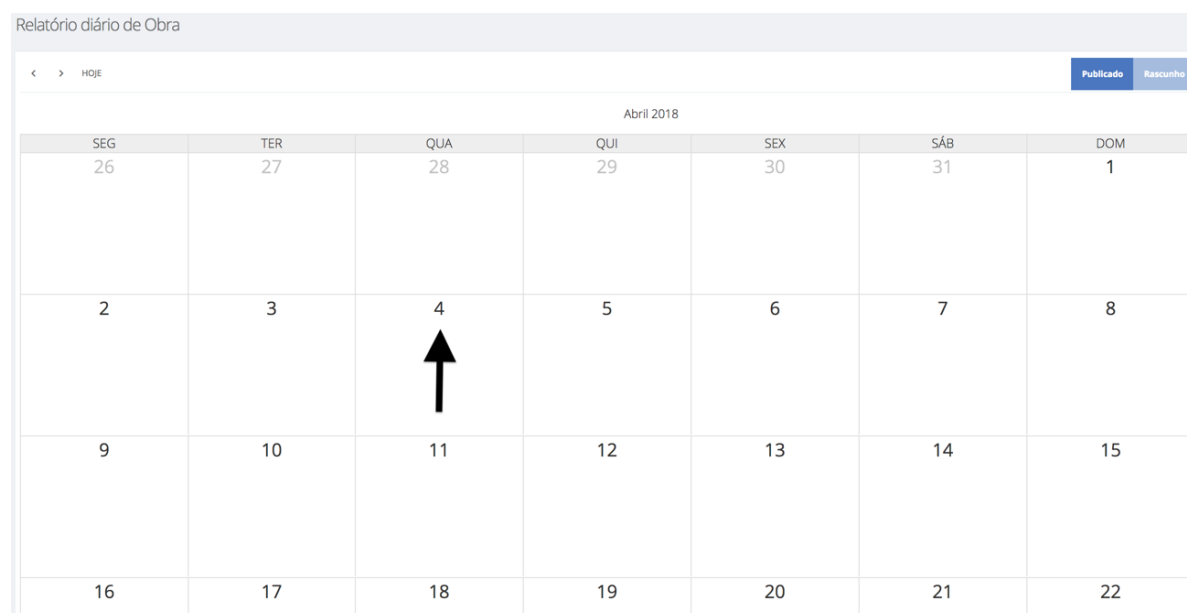 Relatório diário de Obra
< > HOJE Publicado Rascunho
Abril 2018
SEG TER QUA QUI SEX SÁB DOM
26 27 28 29 30 31 1
2 3 4 5 6 7 8
9 10 11 12 13 14 15
16 17 18 19 20 21 22